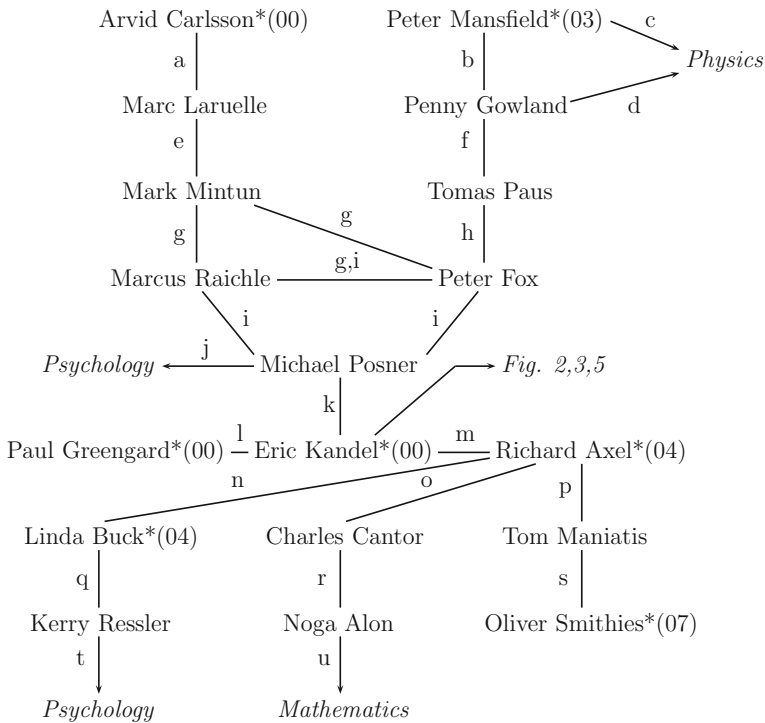 Arvid Carlsson*(00) Peter Mansfield*(03) c
a b Physics
Marc Laruelle Penny Gowland d
e f
Mark Mintun Tomas Paus
g g h
g,i
Marcus Raichle Peter Fox
i i
j
Psychology Michael Posner Fig. 2,3,5
k
l m
Paul Greengard*(00) Eric Kandel*(00) Richard Axel*(04)
n o p
Linda Buck*(04) Charles Cantor Tom Maniatis
q r s
Kerry Ressler Noga Alon Oliver Smithies*(07)
t u
Psychology Mathematics